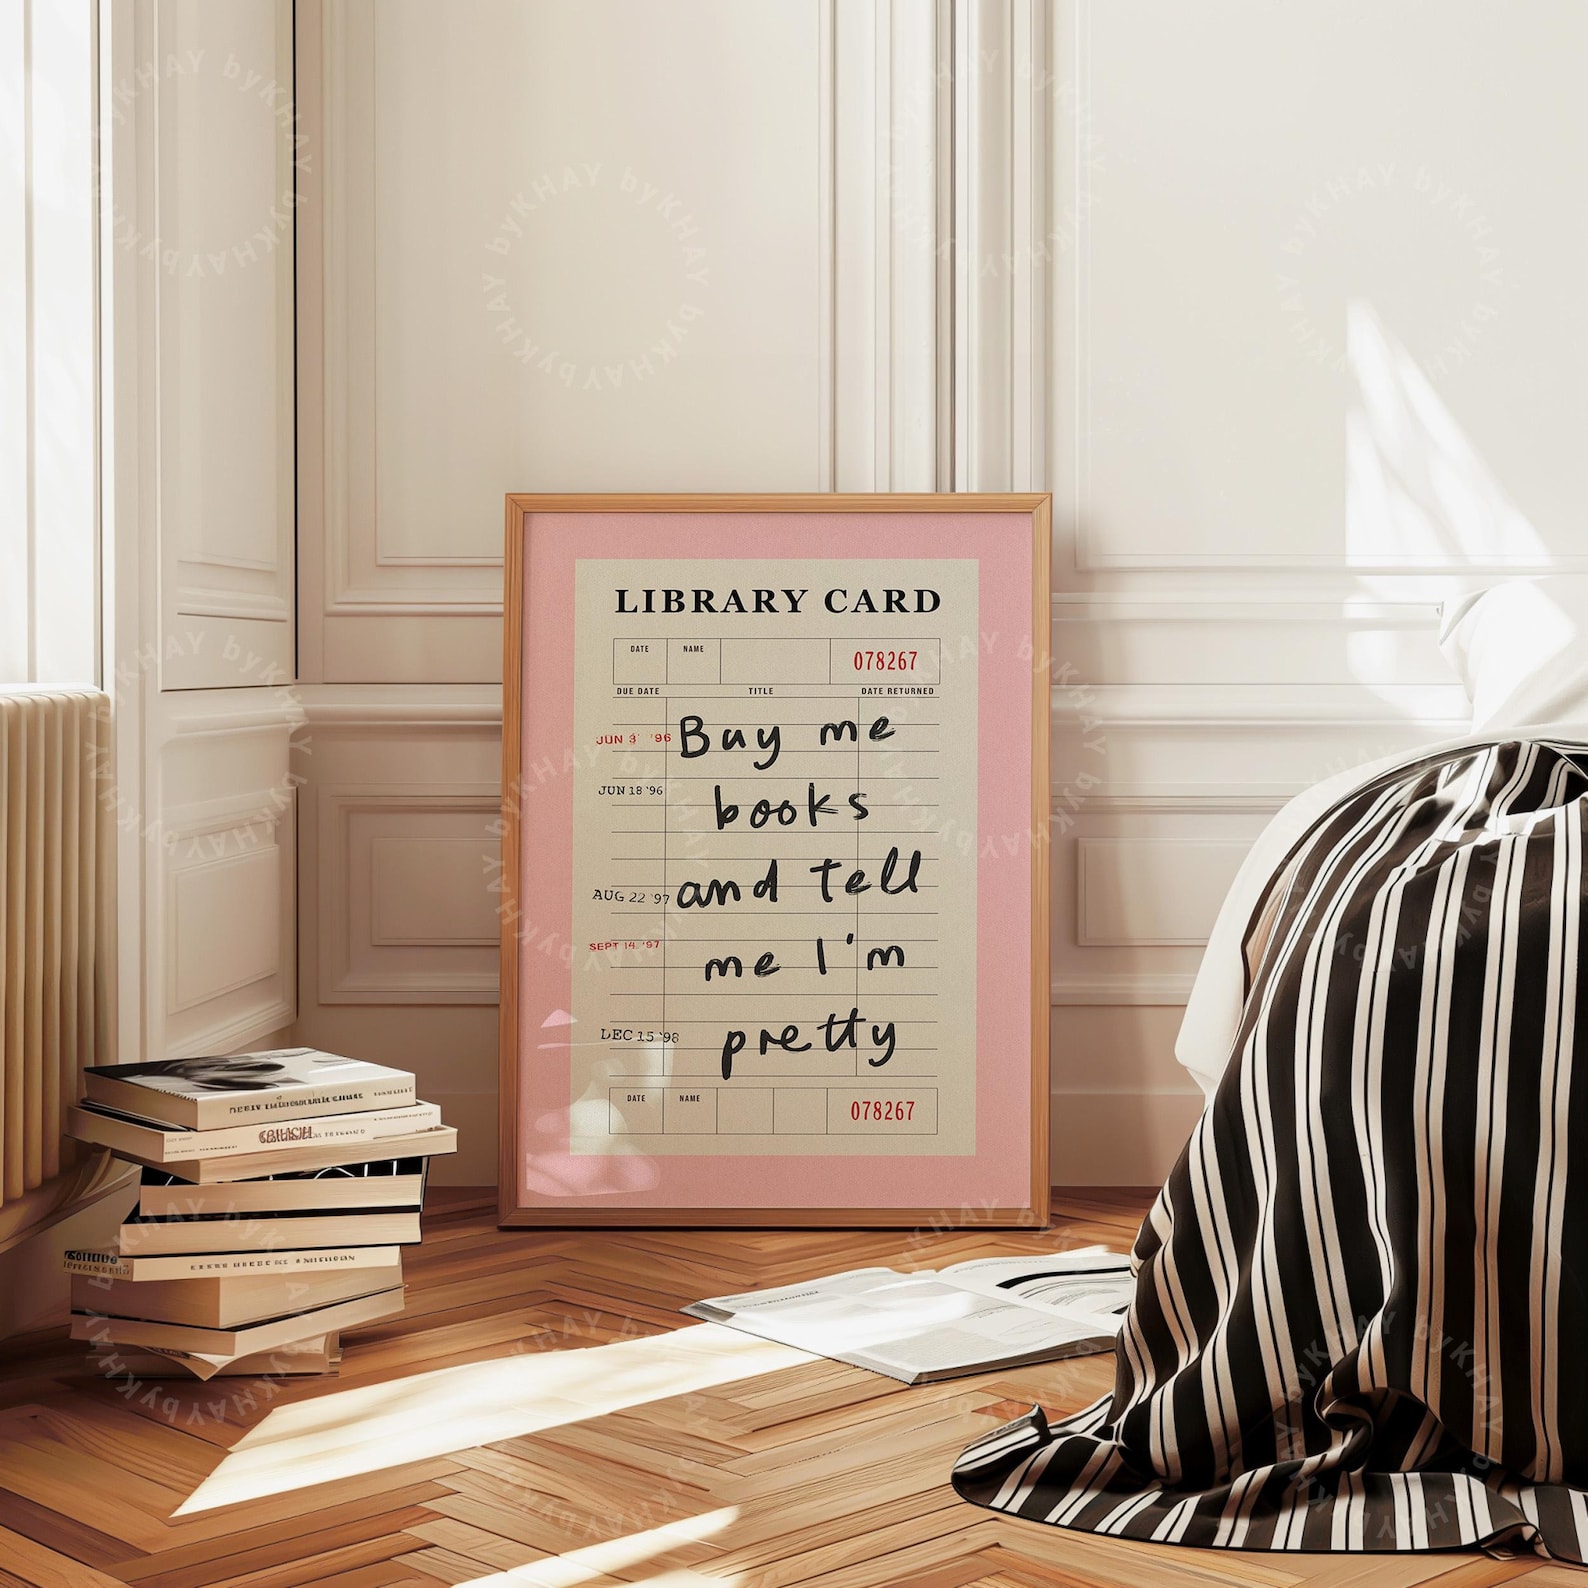 LIBRARY CARD
DATE NAME 078267
DUE DATE TITLE DATE RETURNED
JUN 3 '96 Buy me
JUN 18 '96 books
AUG 22 '97 and tell
SEPT 14 '97 me I'm
DEC 15 '98 pretty
DATE NAME 078267
byKHAY byKHAY byKHAY